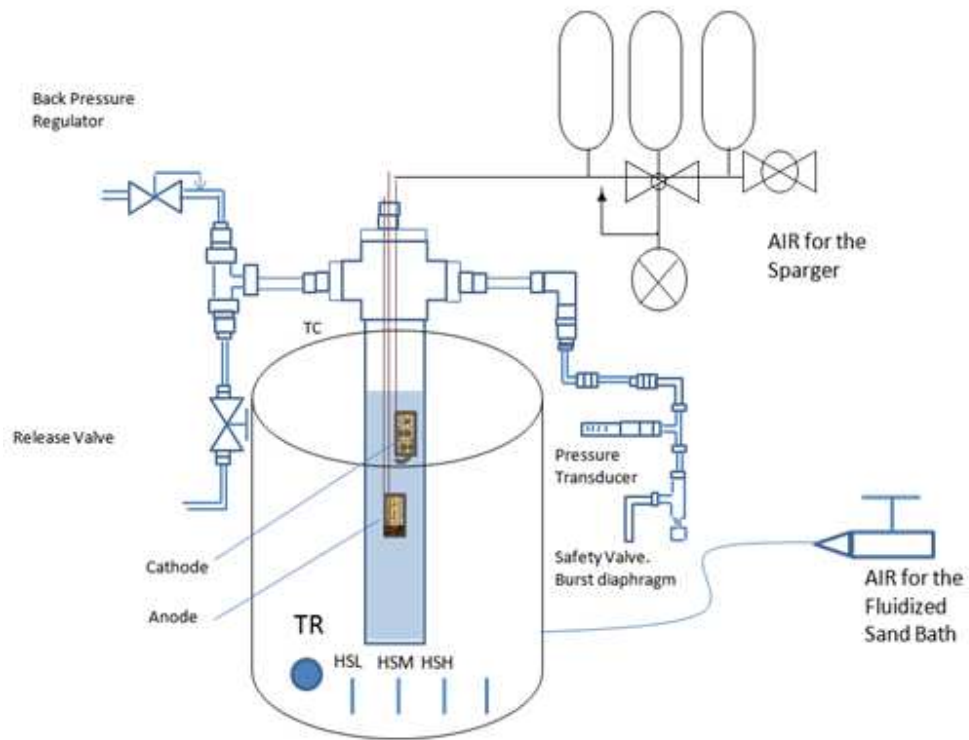 Back Pressure
Regulator
AIR for the
Sparger
TC
Release Valve
Pressure
Transducer
Safety Valve.
Burst diaphragm
Cathode
Anode
AIR for the
Fluidized
Sand Bath
TR
HSL HSM HSH